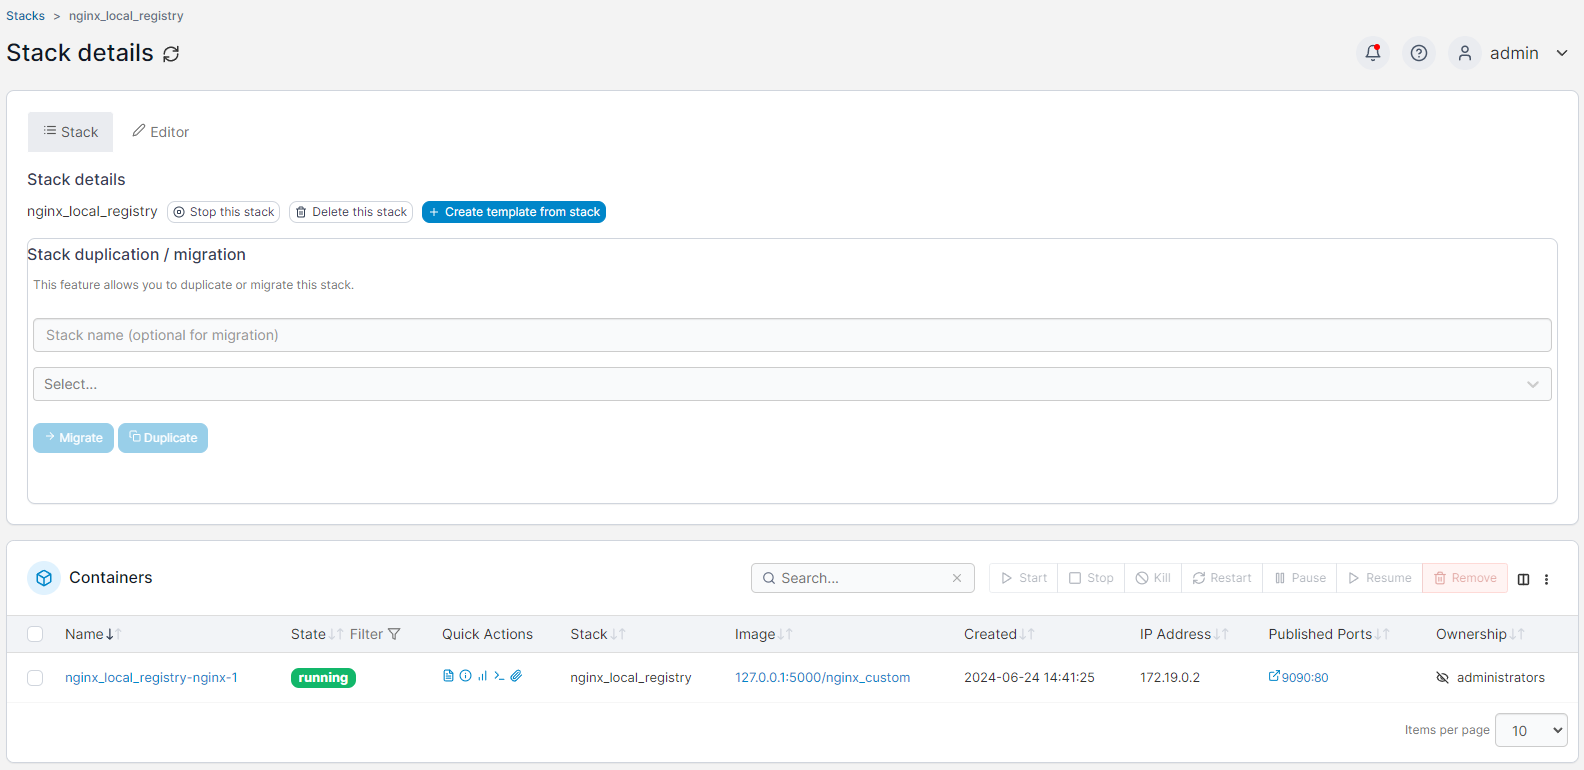 Stacks > nginx_local_registry
Stack details
admin
Stack
Editor
Stack details
nginx_local_registry
Stop this stack
Delete this stack
+ Create template from stack
Stack duplication / migration
This feature allows you to duplicate or migrate this stack.
Stack name (optional for migration)
Select...
Migrate
Duplicate
Containers
Search...
Start
Stop
Kill
Restart
Pause
Resume
Remove
Name State Filter Quick Actions Stack Image Created IP Address Published Ports Ownership
nginx_local_registry-nginx-1 running nginx_local_registry 127.0.0.1:5000/nginx_custom 2024-06-24 14:41:25 172.19.0.2 9090:80 administrators
Items per page 10